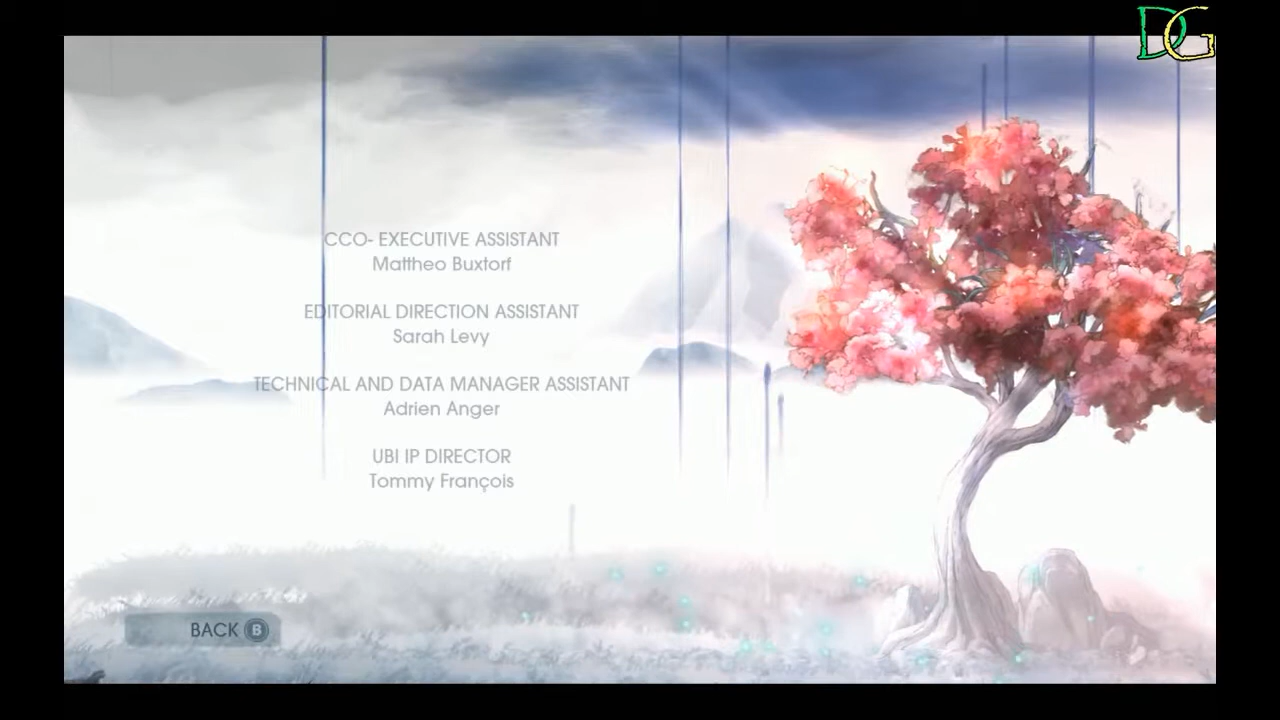 DG
CCO- EXECUTIVE ASSISTANT
Mattheo Buxtorf
EDITORIAL DIRECTION ASSISTANT
Sarah Levy
TECHNICAL AND DATA MANAGER ASSISTANT
Adrien Anger
UBI IP DIRECTOR
Tommy François
BACK B